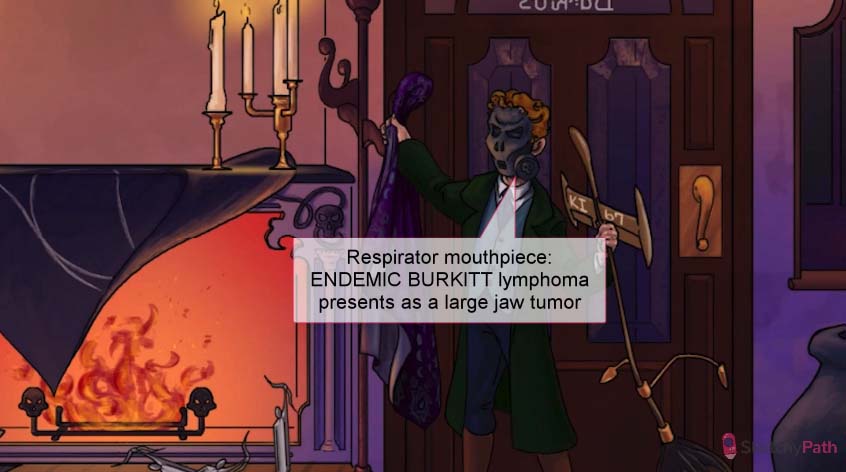 KI 67
Respirator mouthpiece:
ENDEMIC BURKITT lymphoma
presents as a large jaw tumor
SketchyPath